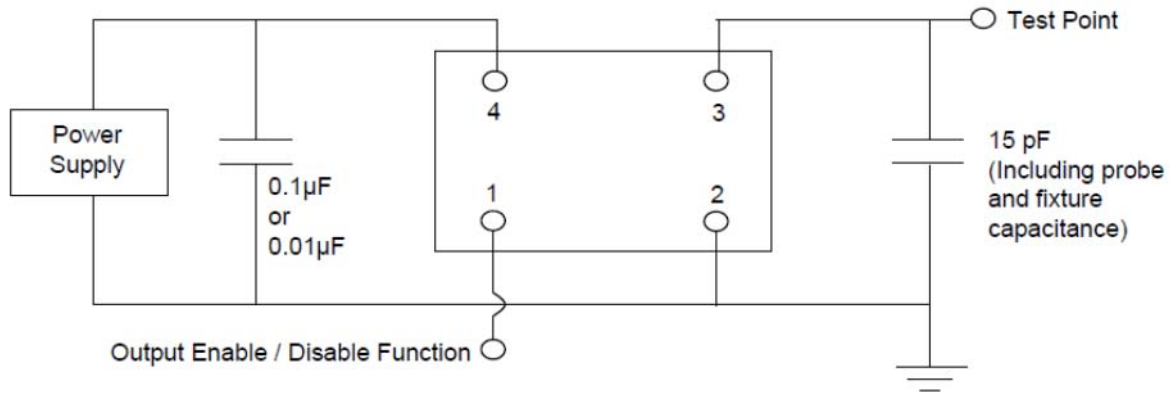 Test Point
4
3
Power
Supply
15 pF
(Including probe
and fixture
capacitance)
0.1µF
or
0.01µF
1
2
Output Enable / Disable Function